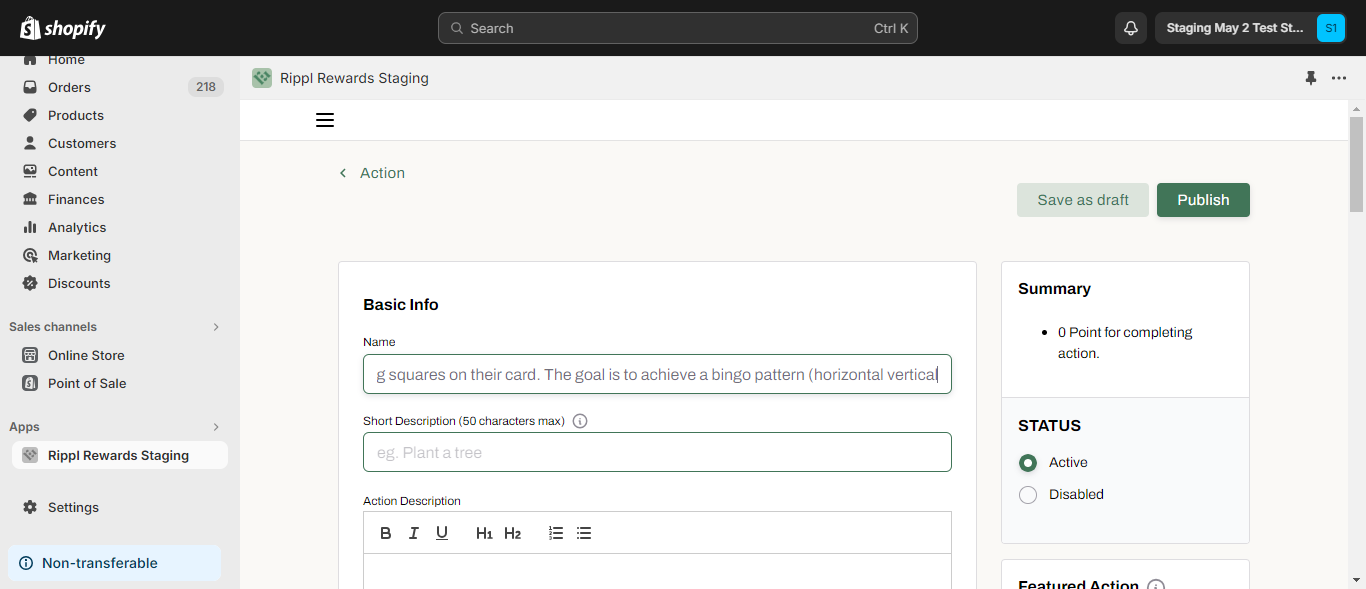 shopify
Search
Ctrl K
Staging May 2 Test St...
S1
Home
Orders
218
Products
Customers
Content
Finances
Analytics
Marketing
Discounts
Sales channels
Online Store
Point of Sale
Apps
Rippl Rewards Staging
Settings
Non-transferable
Rippl Rewards Staging
Action
Save as draft
Publish
Basic Info
Name
g squares on their card. The goal is to achieve a bingo pattern (horizontal vertical
Short Description (50 characters max)
eg. Plant a tree
Action Description
B I U H1 H2
Summary
0 Point for completing
action.
STATUS
Active
Disabled
Featured Action